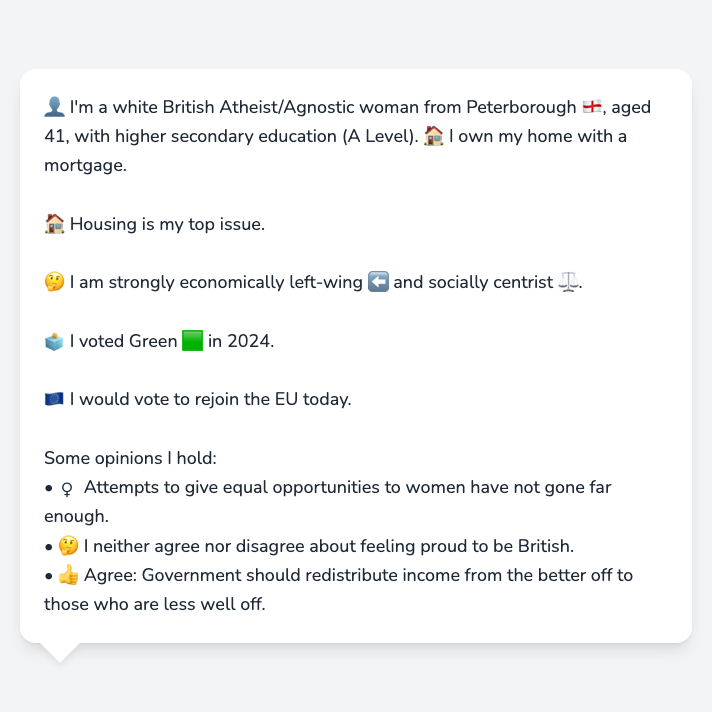 👤 I'm a white British Atheist/Agnostic woman from Peterborough 🏴󠁧󠁢󠁥󠁮󠁧󠁿, aged
41, with higher secondary education (A Level). 🏠 I own my home with a
mortgage.
🏠 Housing is my top issue.
🤔 I am strongly economically left-wing ⬅️ and socially centrist ⚖️.
🗳️ I voted Green 🟩 in 2024.
🇪🇺 I would vote to rejoin the EU today.
Some opinions I hold:
• ♀ Attempts to give equal opportunities to women have not gone far
enough.
• 🤔 I neither agree nor disagree about feeling proud to be British.
• 👍 Agree: Government should redistribute income from the better off to
those who are less well off.